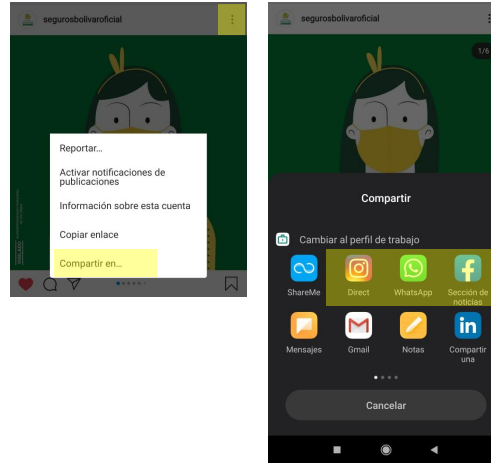 segurosbolivaroficial
Reportar...
Activar notificaciones de
publicaciones
Información sobre esta cuenta
Copiar enlace
Compartir en...
segurosbolivaroficial
1/6
Compartir
Cambiar al perfil de trabajo
ShareMe
Direct
WhatsApp
Sección de
noticias
Mensajes
Gmail
Notas
Compartir
una
Cancelar